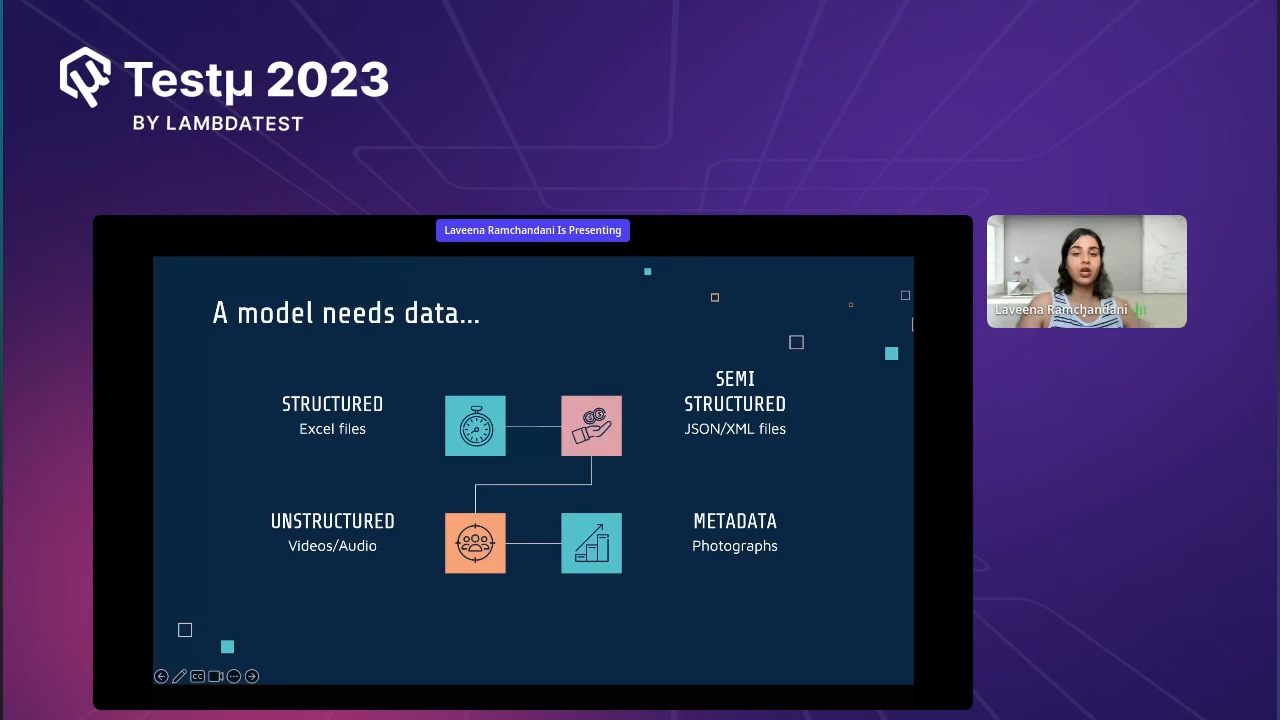 Testμ 2023
BY LAMBDATEST
Laveena Ramchandani Is Presenting
A model needs data...
STRUCTURED
Excel files
SEMI
STRUCTURED
JSON/XML files
UNSTRUCTURED
Videos/Audio
METADATA
Photographs
CC
Laveena Ramchandani